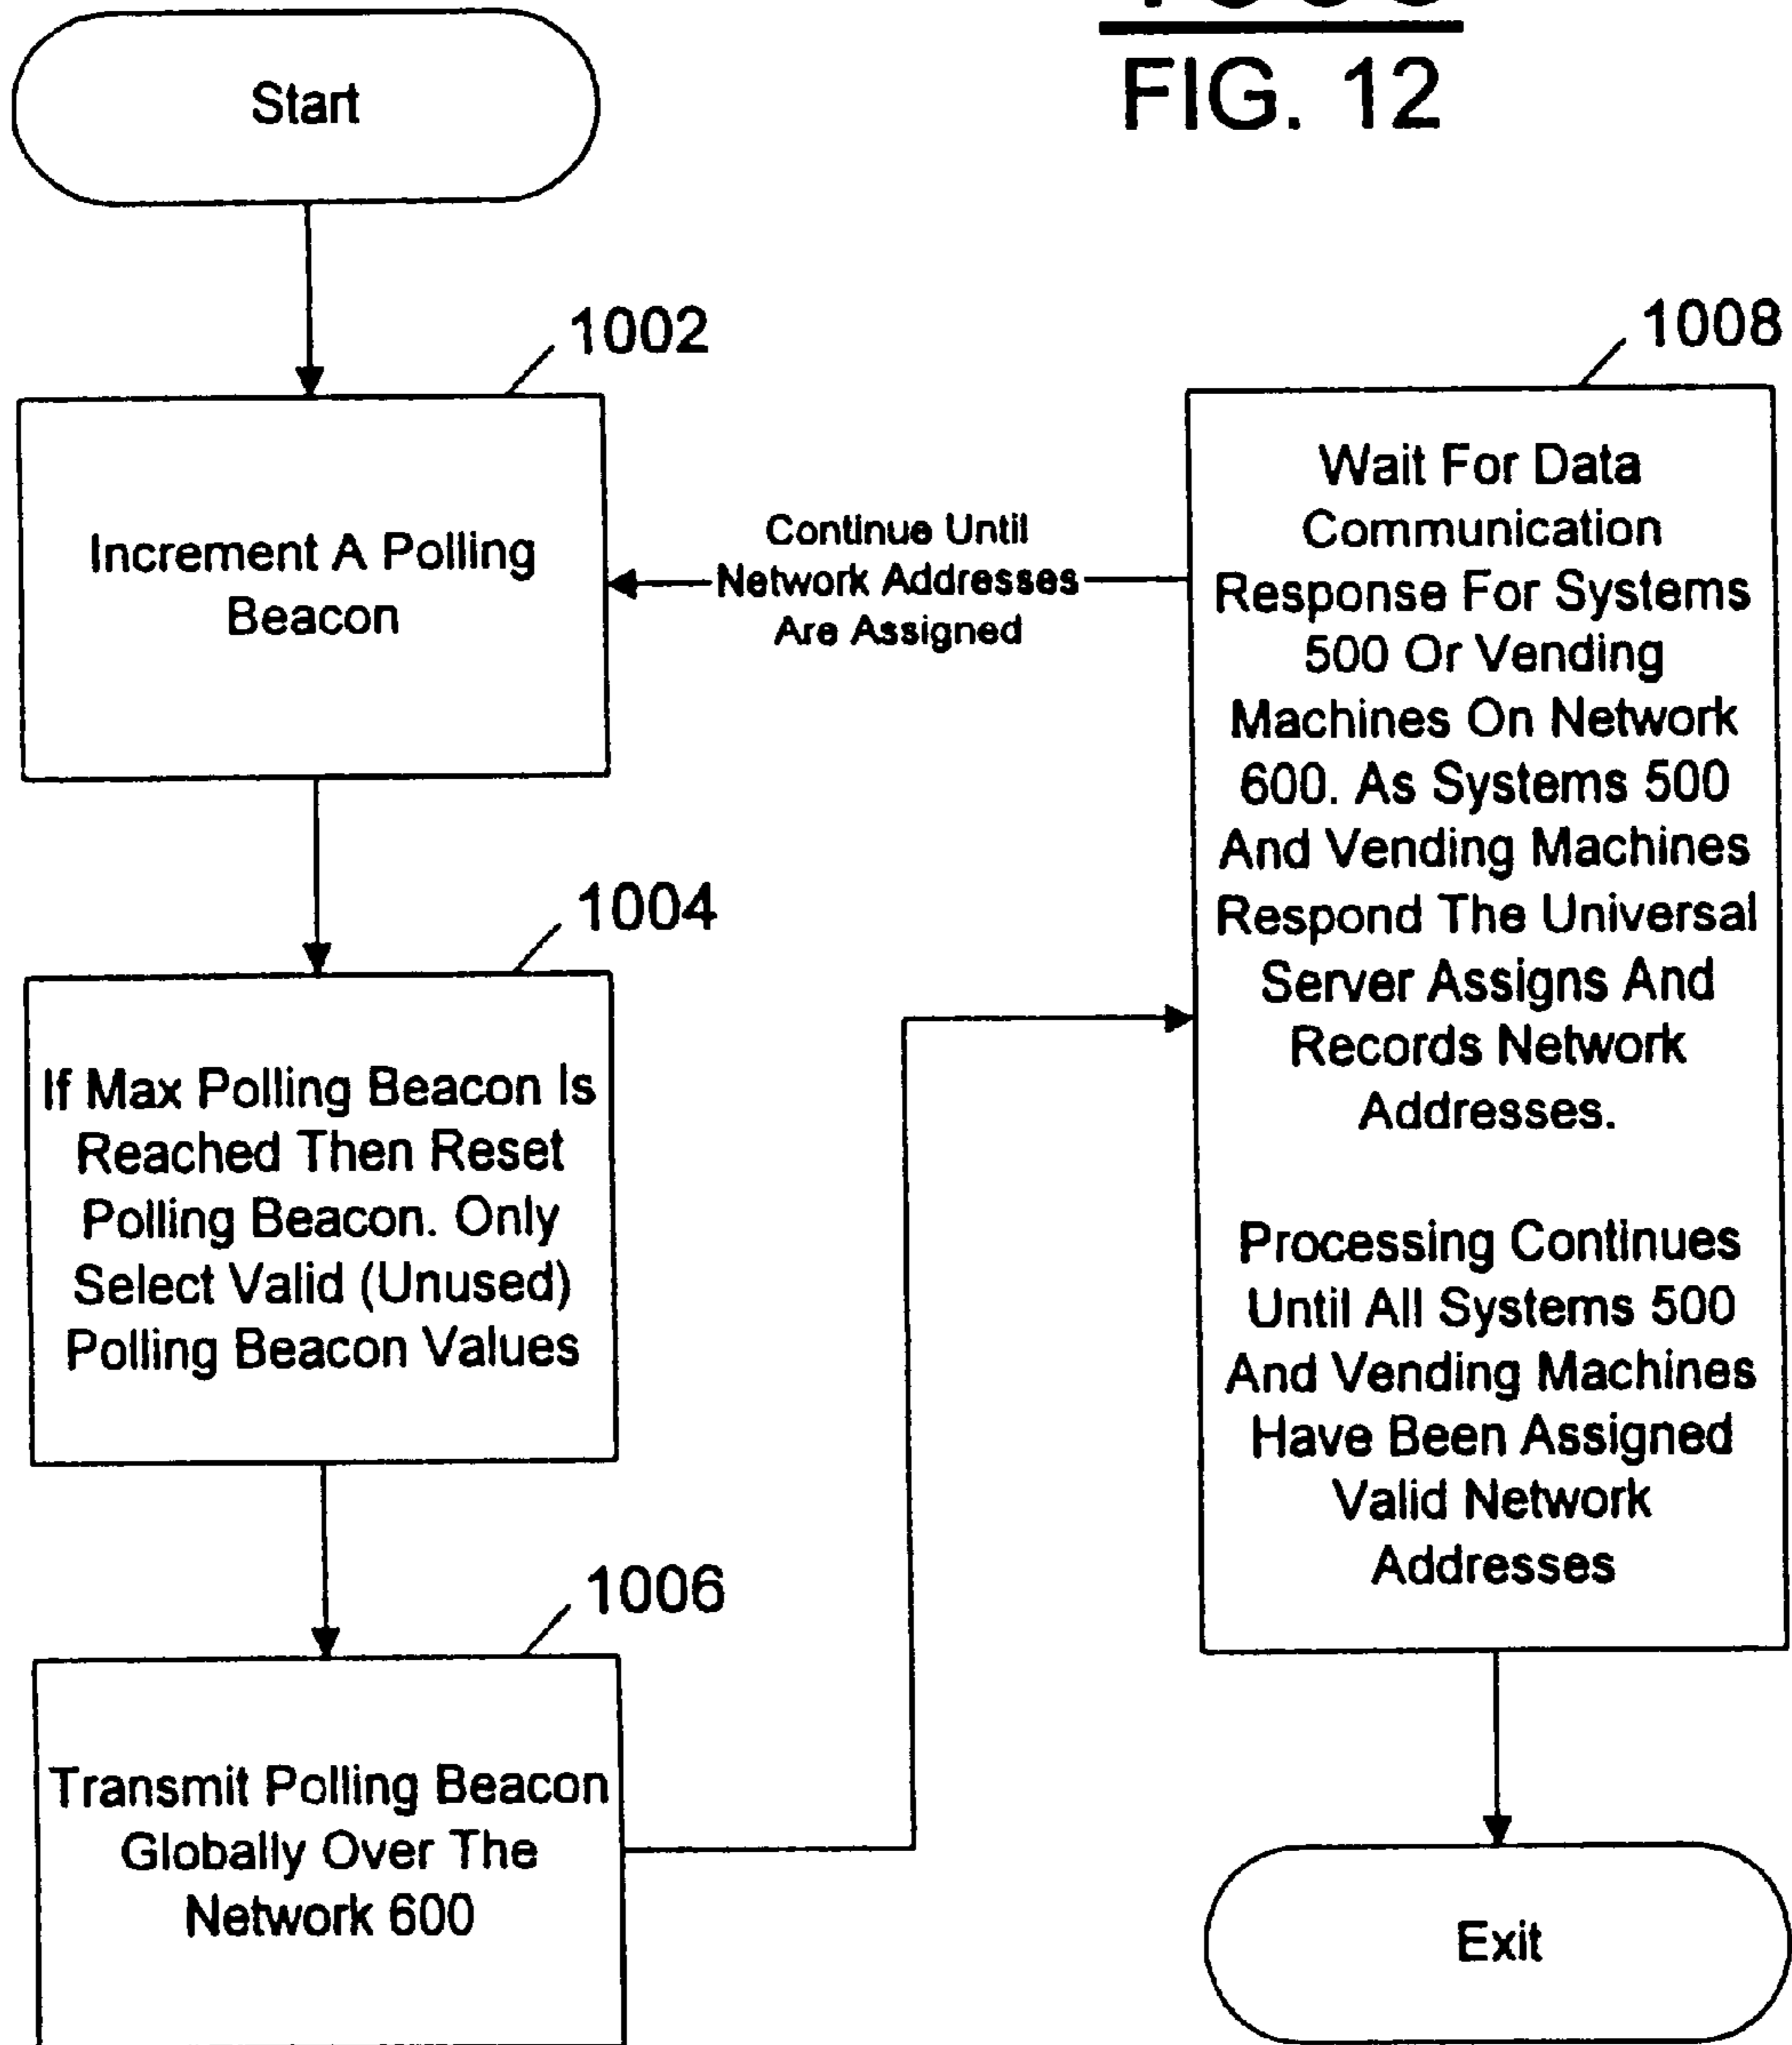 FIG. 12
Start
1002
Increment A Polling
Beacon
1004
If Max Polling Beacon Is
Reached Then Reset
Polling Beacon. Only
Select Valid (Unused)
Polling Beacon Values
1006
Transmit Polling Beacon
Globally Over The
Network 600
1008
Wait For Data
Communication
Response For Systems
500 Or Vending
Machines On Network
600. As Systems 500
And Vending Machines
Respond The Universal
Server Assigns And
Records Network
Addresses.
Processing Continues
Until All Systems 500
And Vending Machines
Have Been Assigned
Valid Network
Addresses
Continue Until
Network Addresses
Are Assigned
Exit